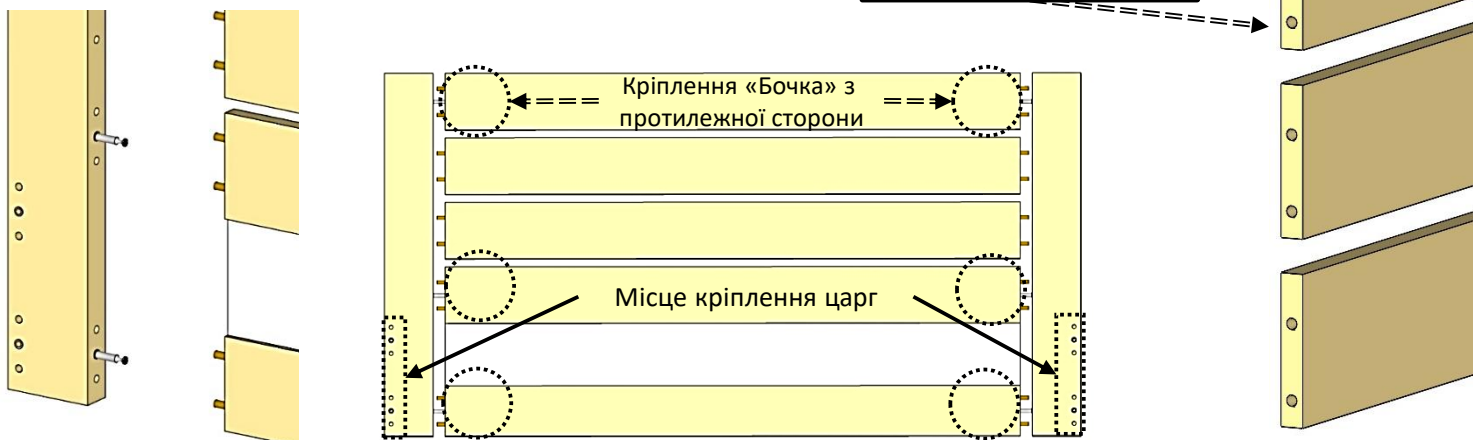 Кріплення «Бочка» з
протилежної сторони
Місце кріплення царг